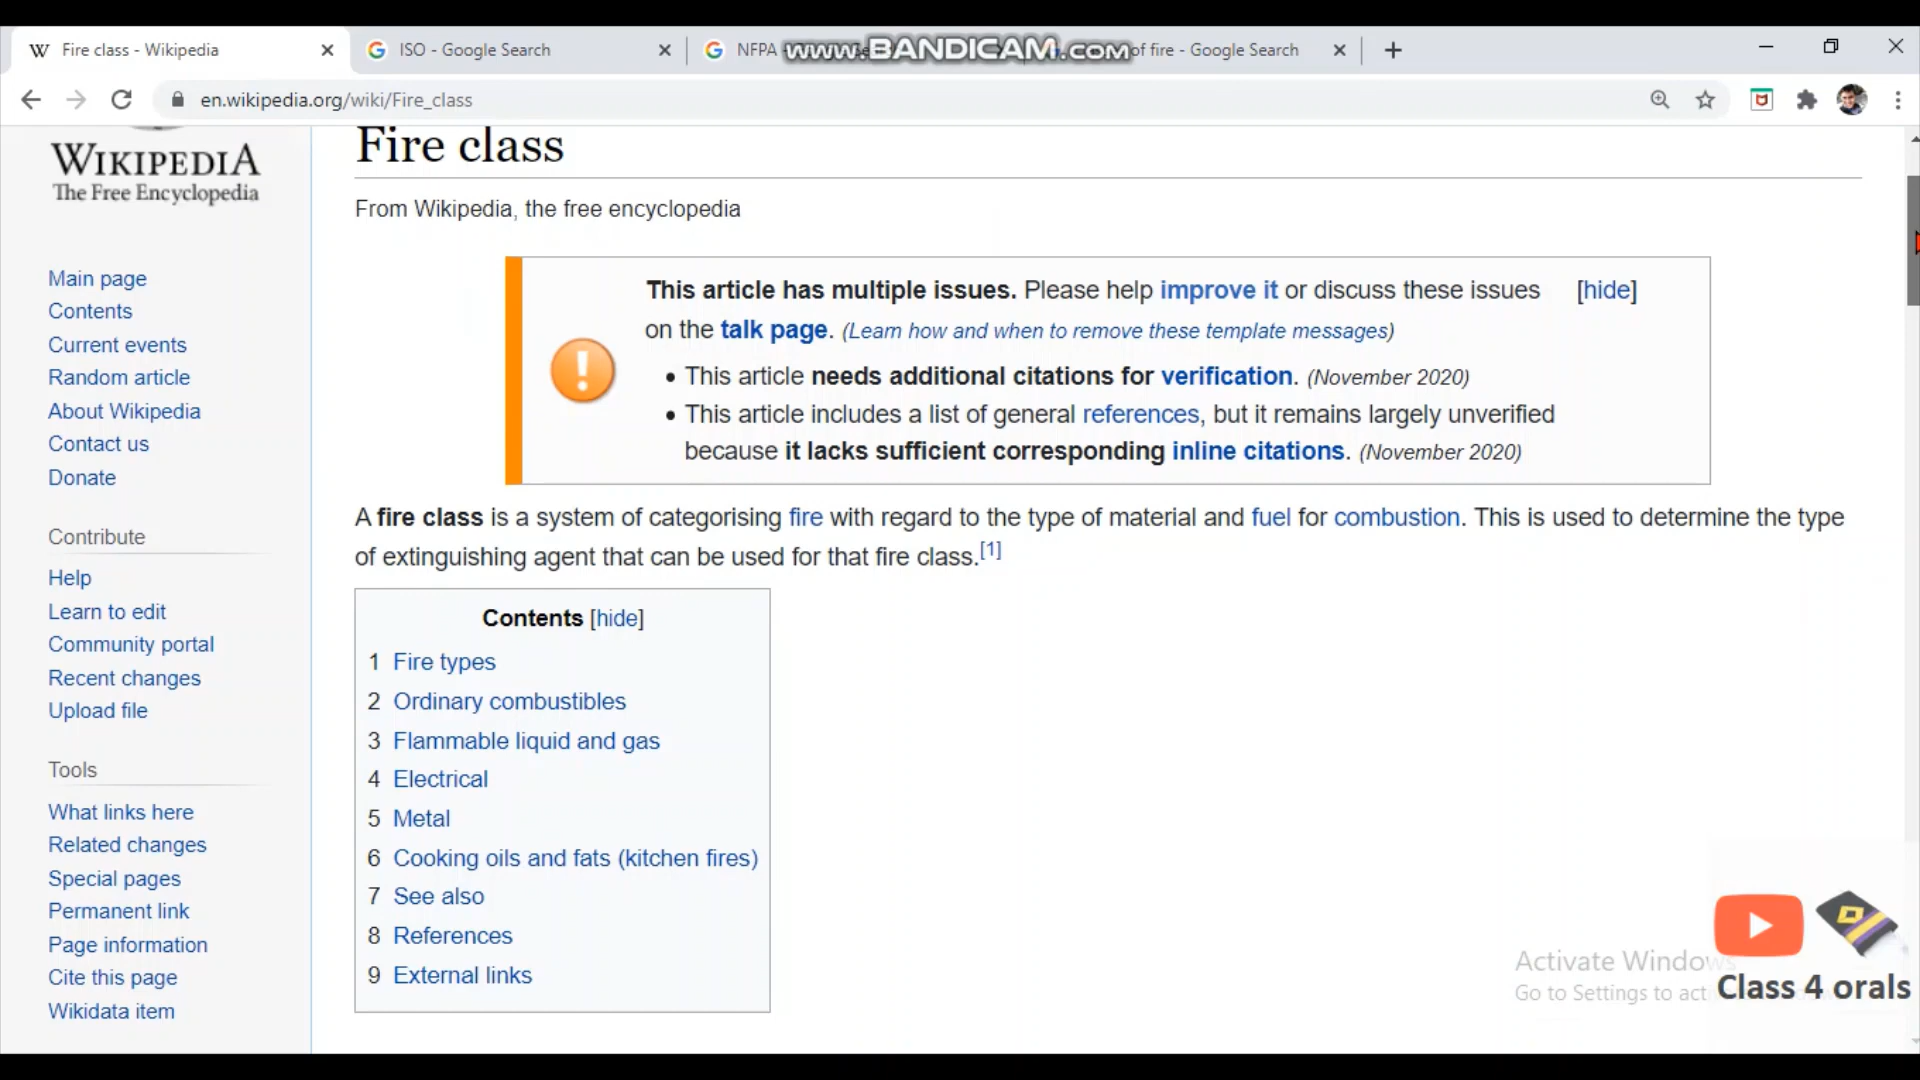 Fire class - Wikipedia
ISO - Google Search
NFPA
www.BANDICAM.com
of fire - Google Search
en.wikipedia.org/wiki/Fire_class
WIKIPEDIA
The Free Encyclopedia
Main page
Contents
Current events
Random article
About Wikipedia
Contact us
Donate
Contribute
Help
Learn to edit
Community portal
Recent changes
Upload file
Tools
What links here
Related changes
Special pages
Permanent link
Page information
Cite this page
Wikidata item
Fire class
From Wikipedia, the free encyclopedia
This article has multiple issues. Please help improve it or discuss these issues [hide]
on the talk page. (Learn how and when to remove these template messages)
• This article needs additional citations for verification. (November 2020)
• This article includes a list of general references, but it remains largely unverified
because it lacks sufficient corresponding inline citations. (November 2020)
A fire class is a system of categorising fire with regard to the type of material and fuel for combustion. This is used to determine the type
of extinguishing agent that can be used for that fire class.[1]
Contents [hide]
1 Fire types
2 Ordinary combustibles
3 Flammable liquid and gas
4 Electrical
5 Metal
6 Cooking oils and fats (kitchen fires)
7 See also
8 References
9 External links
Activate Windows
Go to Settings to act
Class 4 orals